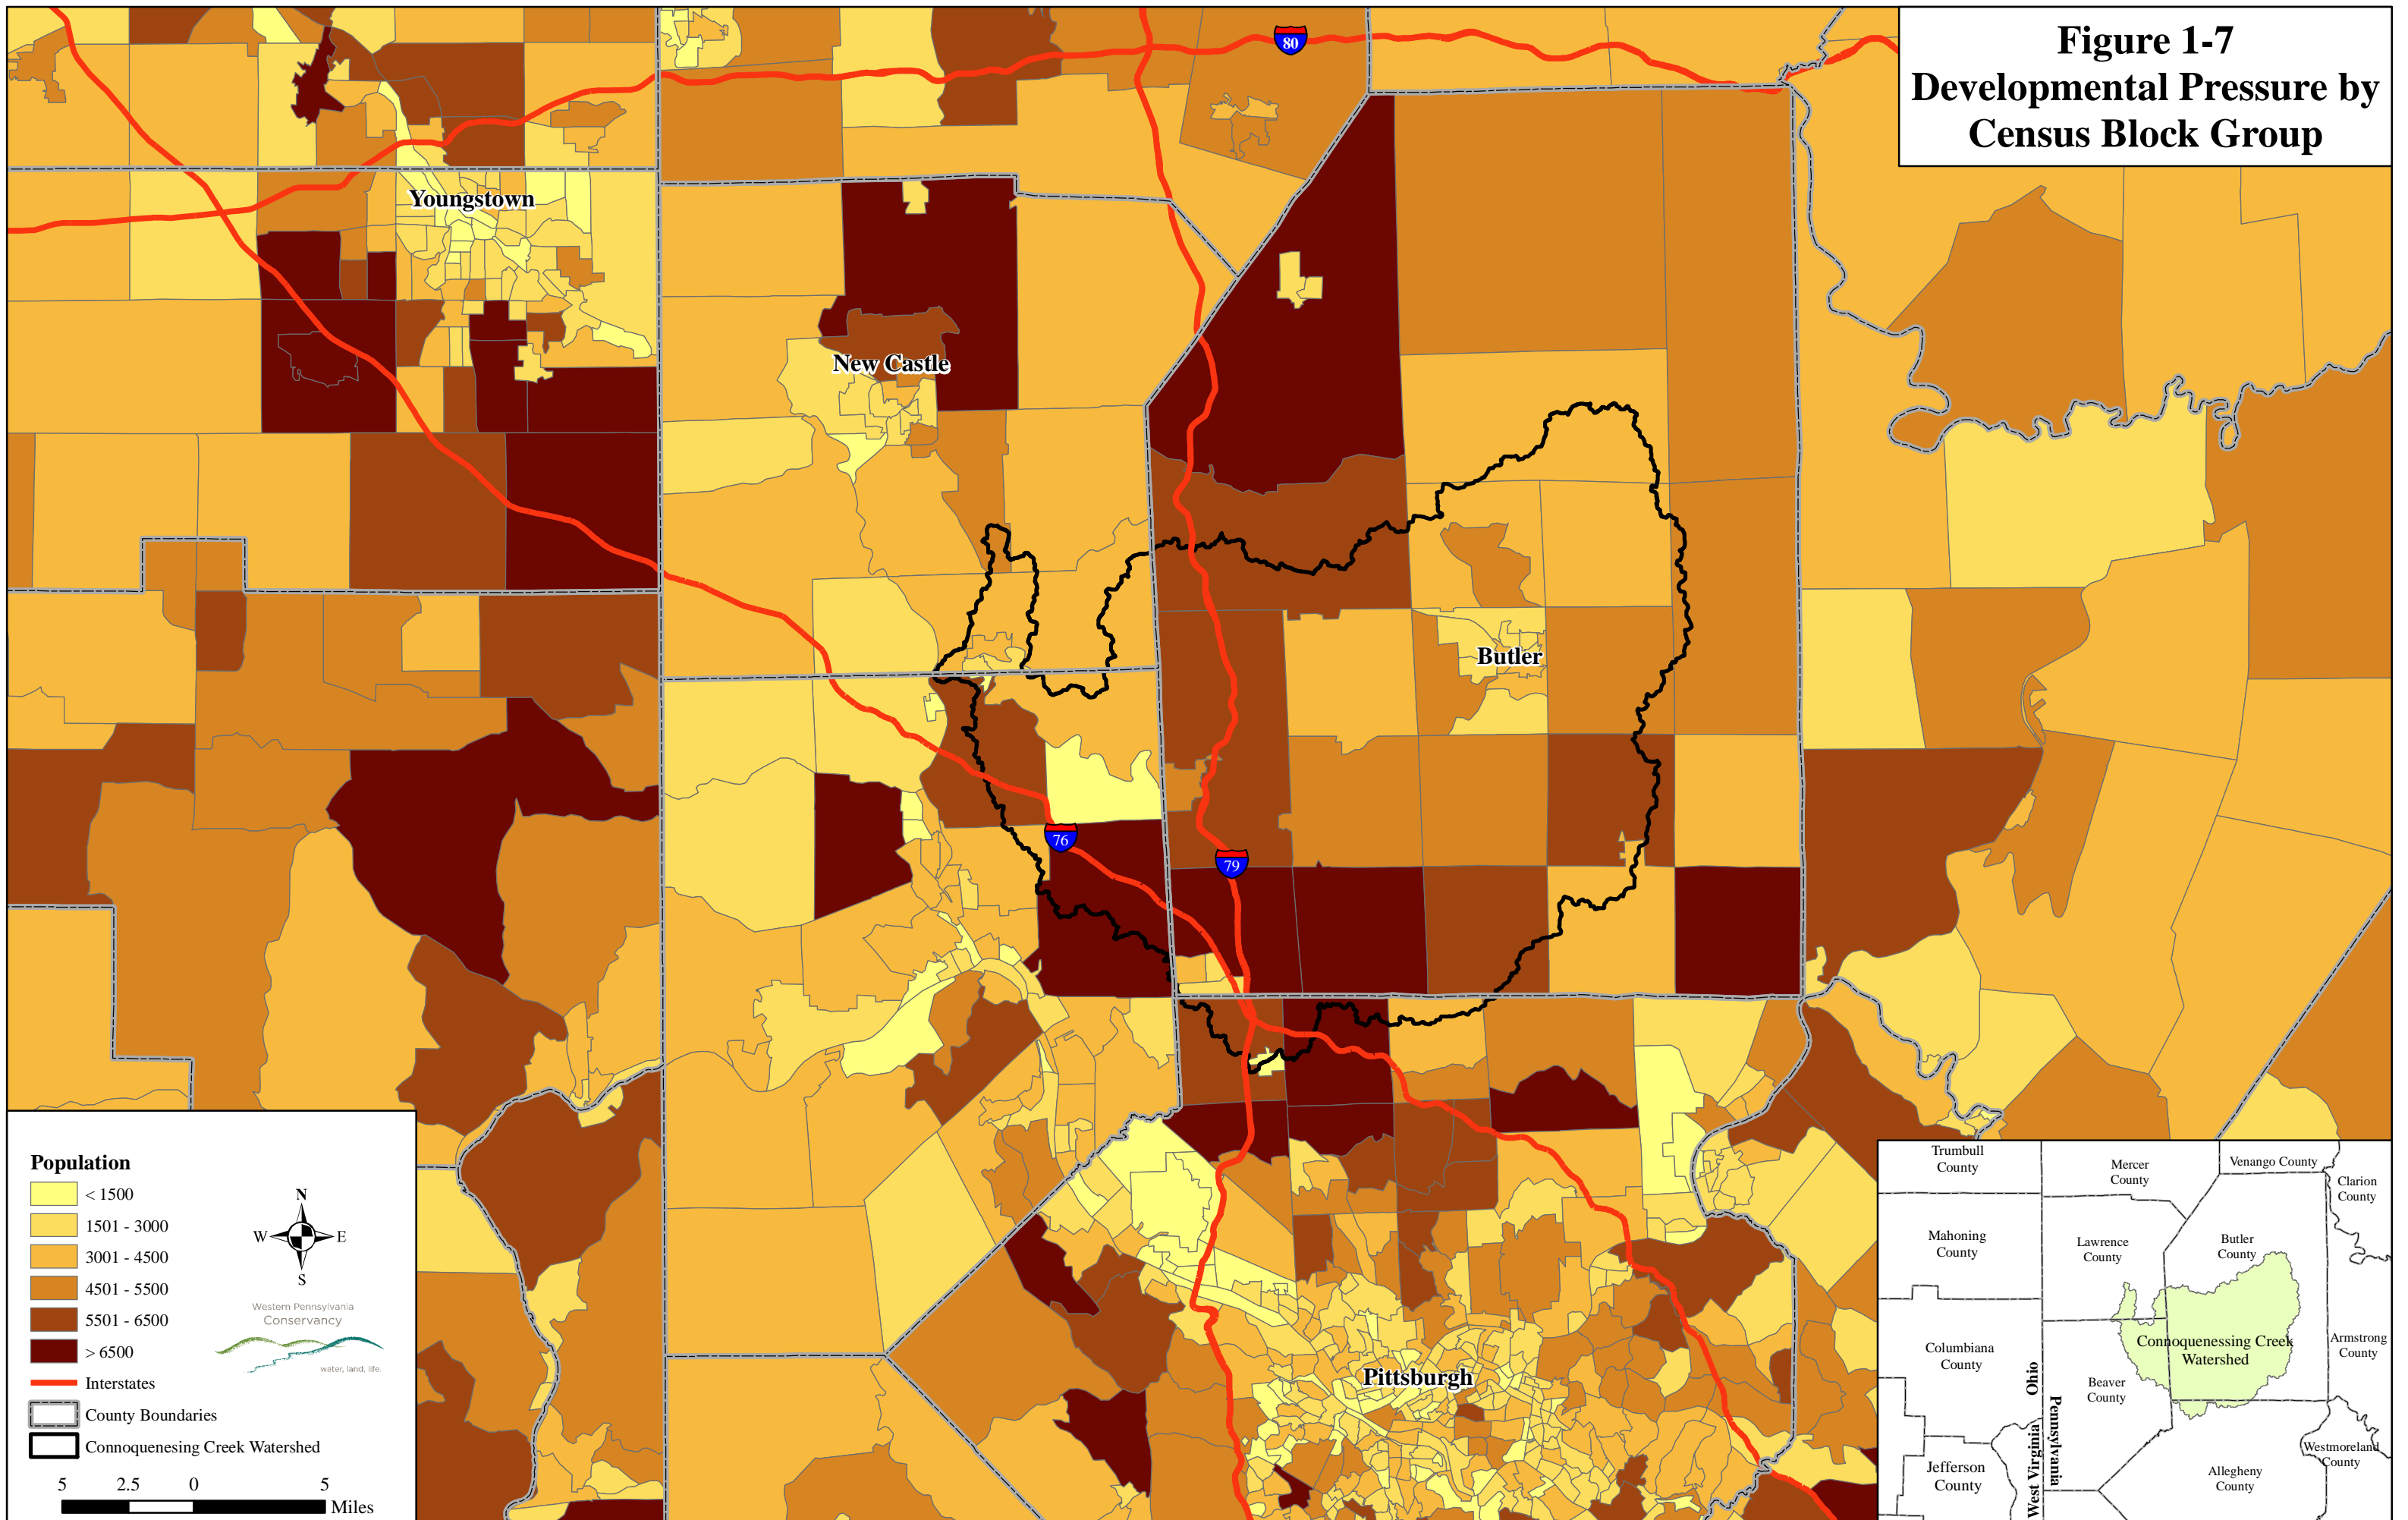 Figure 1-7
Developmental Pressure by
Census Block Group
80
Youngstown
New Castle
Butler
76
79
Pittsburgh
Population
< 1500
1501 - 3000
3001 - 4500
4501 - 5500
5501 - 6500
> 6500
Interstates
County Boundaries
Connoquenesing Creek Watershed
5 2.5 0 5
Miles
N
W E
S
Western Pennsylvania
Conservancy
water, land, life.
Trumbull
County
Mercer
County
Venango County
Clarion
County
Mahoning
County
Lawrence
County
Butler
County
Columbiana
County
Connoquenessing Creek
Watershed
Armstrong
County
Beaver
County
Ohio
Pennsylvania
West Virginia
Jefferson
County
Allegheny
County
Westmoreland
County